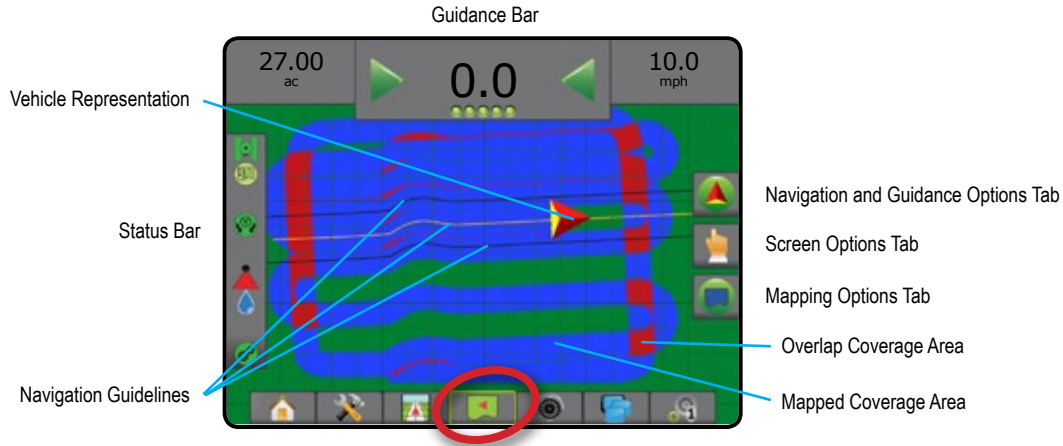 Guidance Bar
27.00
ac
0.0
10.0
mph
Vehicle Representation
Navigation and Guidance Options Tab
Status Bar
Screen Options Tab
Mapping Options Tab
Overlap Coverage Area
Navigation Guidelines
Mapped Coverage Area
1